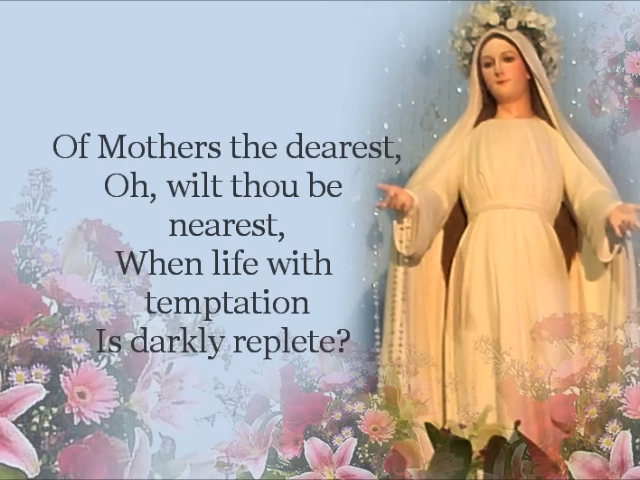 Of Mothers the dearest,
Oh, wilt thou be
nearest,
When life with
temptation
Is darkly replete?